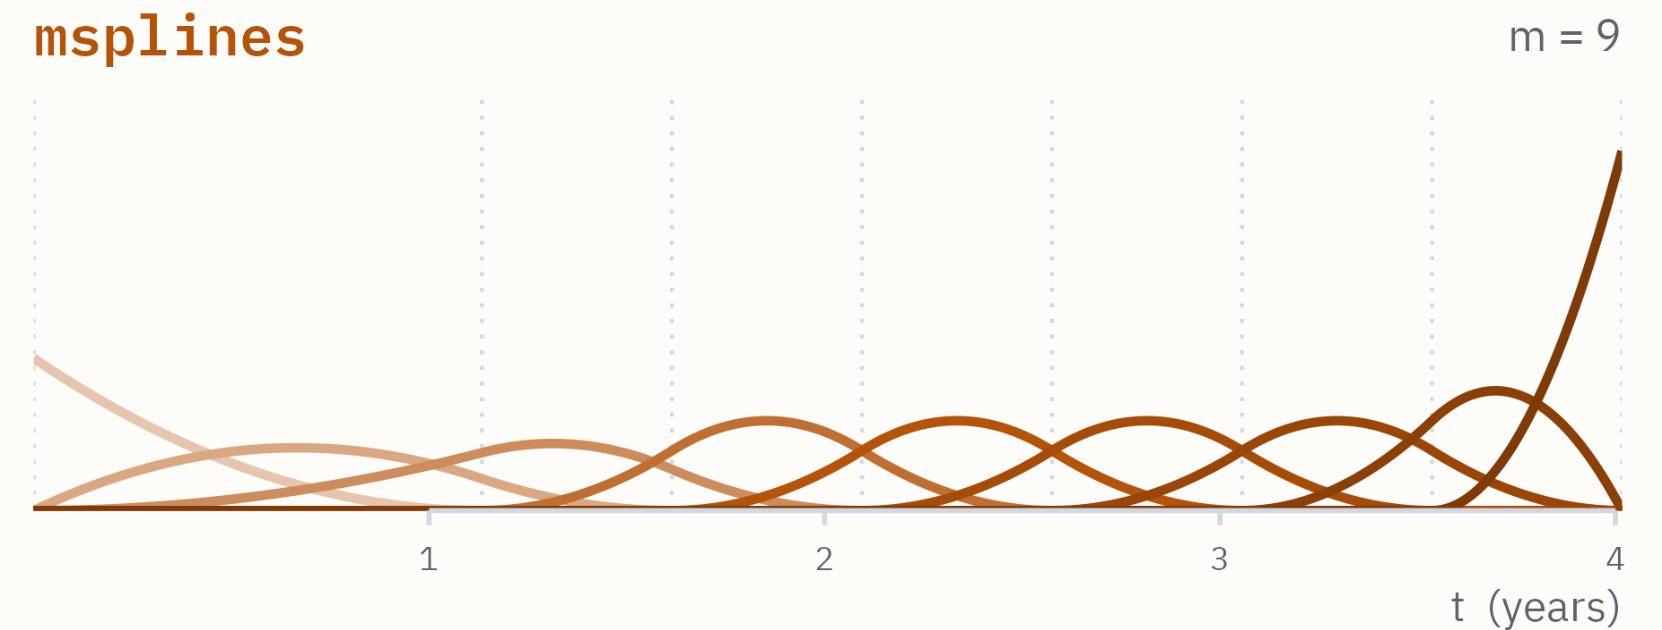 msplines
m = 9
1
2
3
4
t (years)